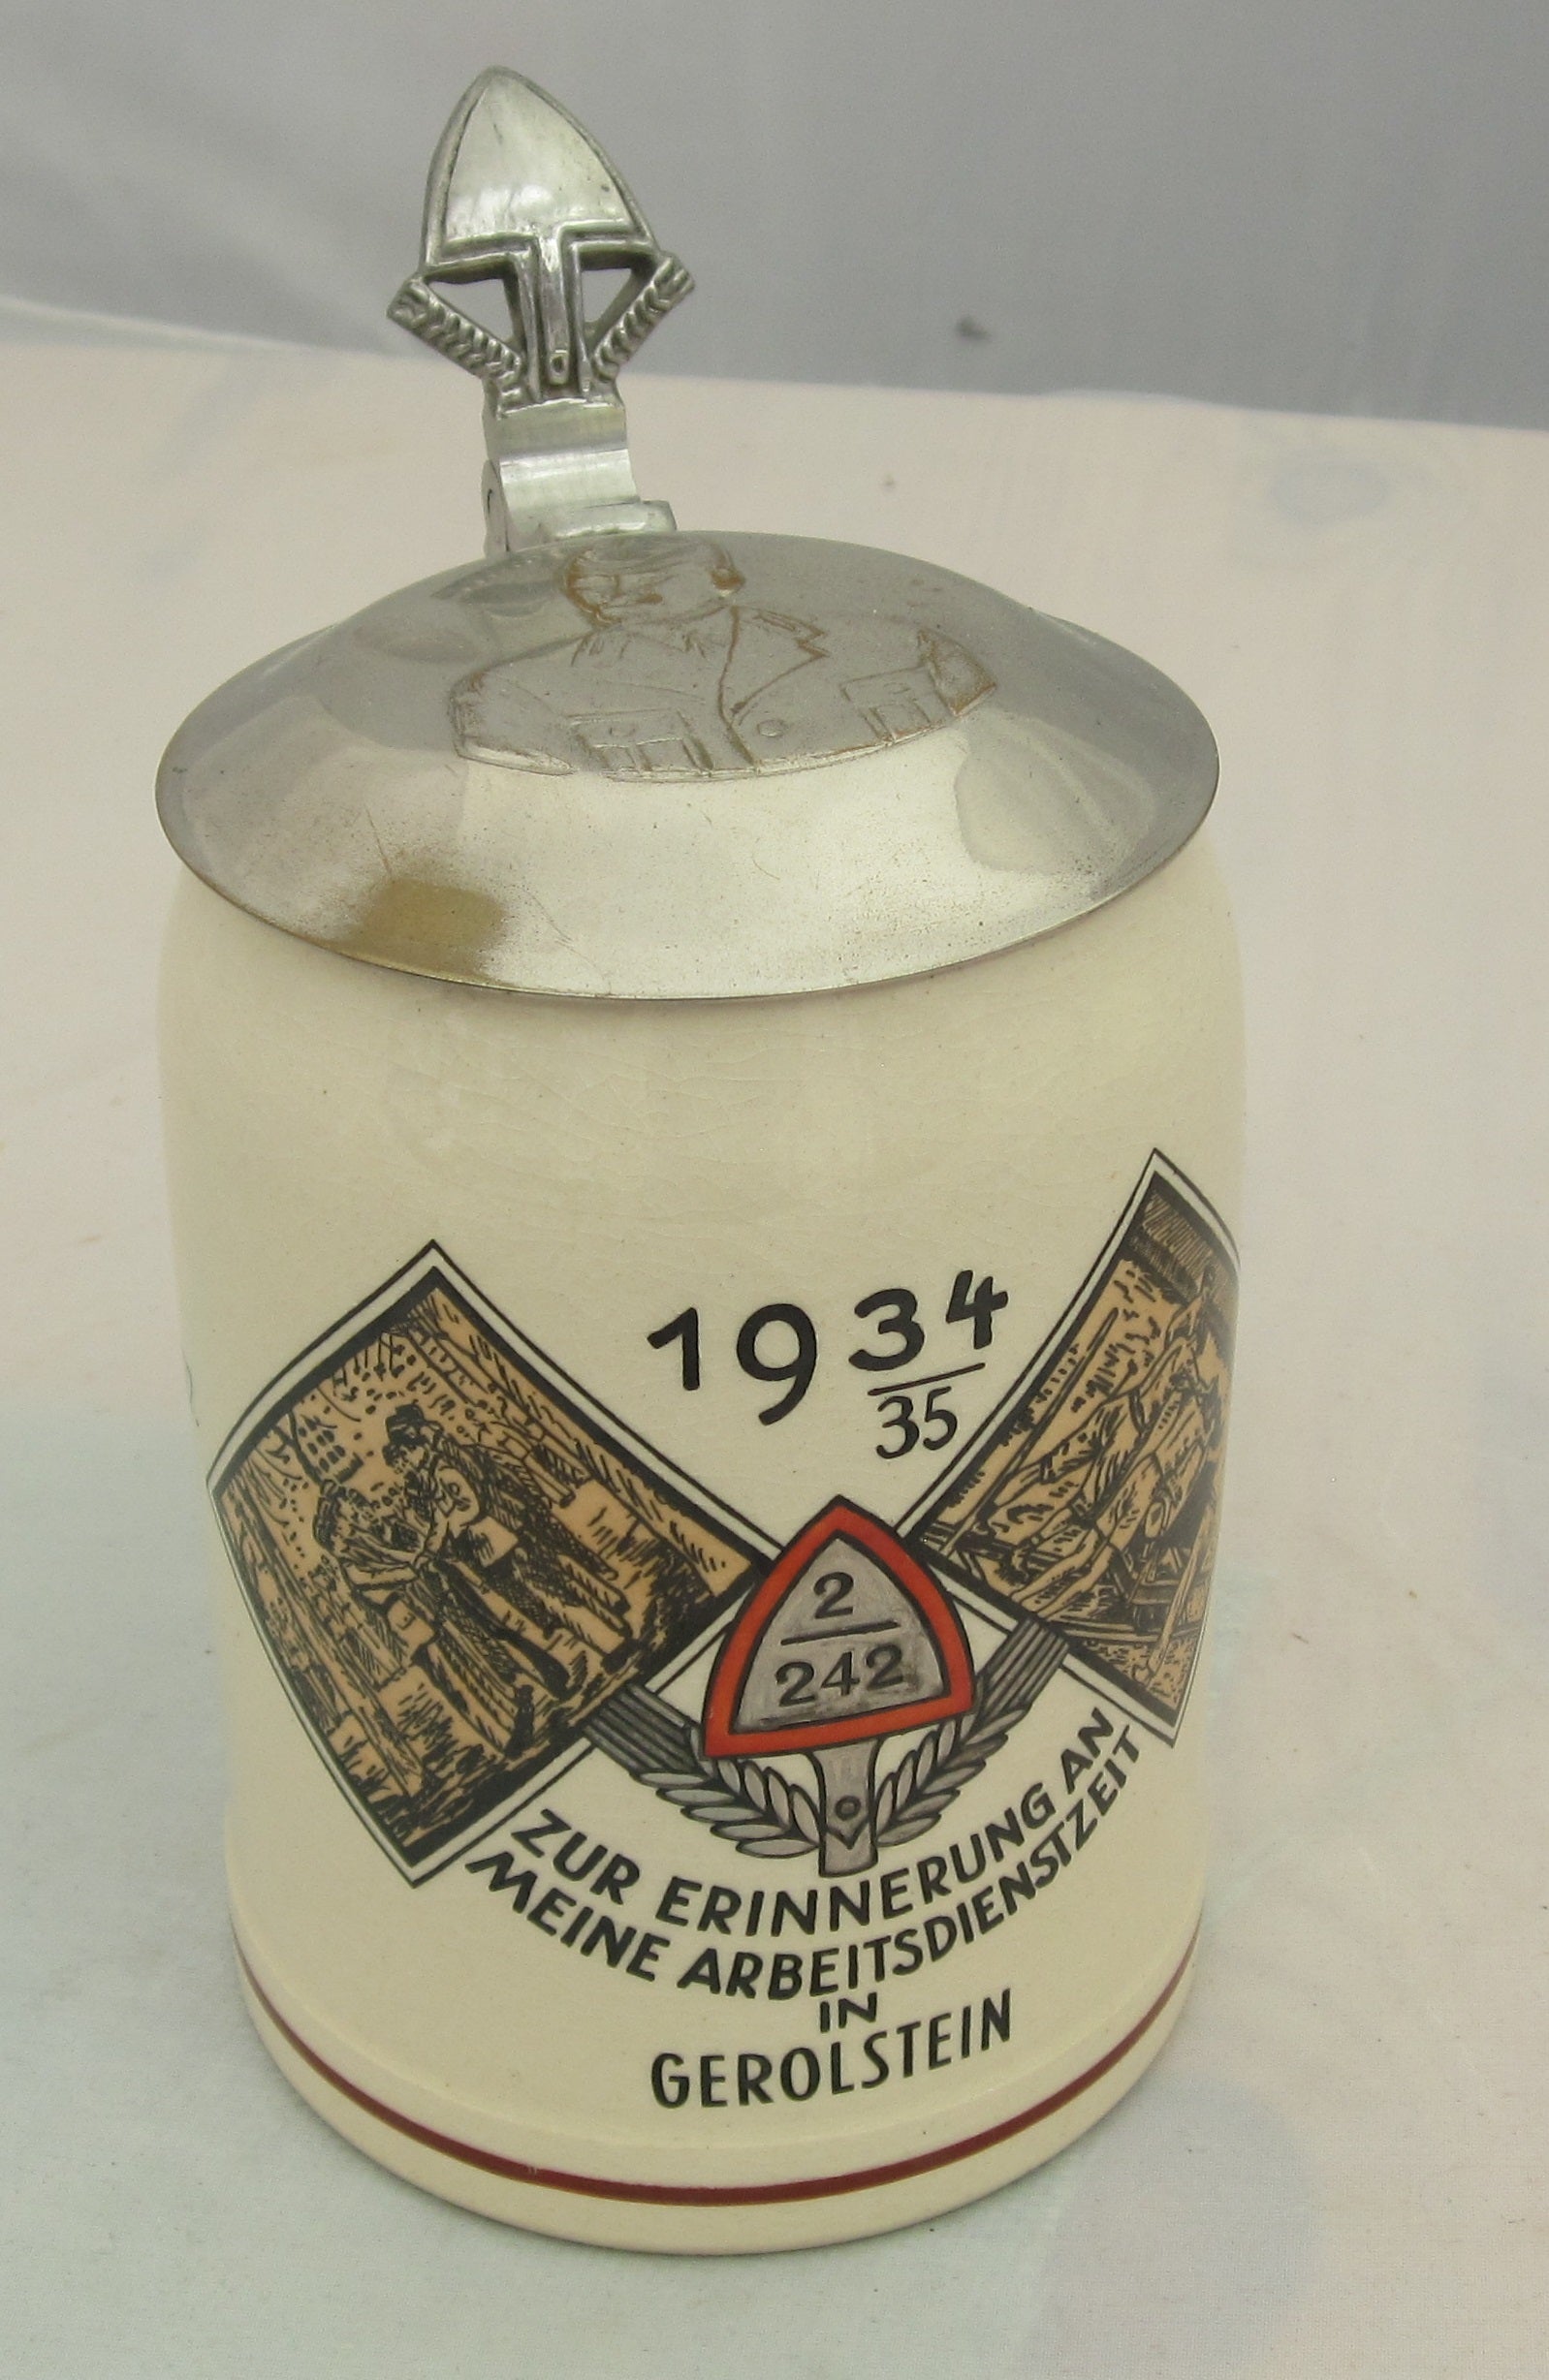 1934
35
2
242
ZUR ERINNERUNG AN
MEINE ARBEITSDIENSTZEIT
IN
GEROLSTEIN